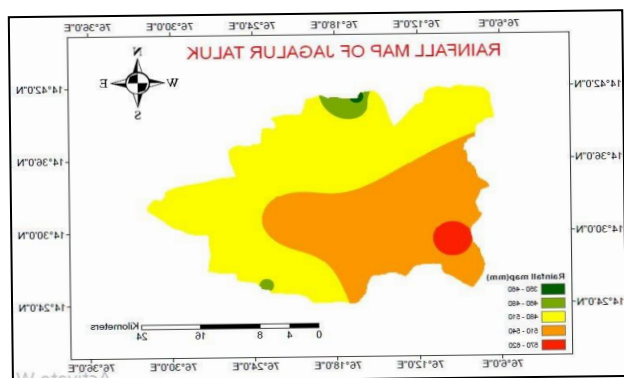 76°6'0"E 76°12'0"E 76°18'0"E 76°24'0"E 76°30'0"E 76°36'0"E
RAINFALL MAP OF JAGALUR TALUK
N
W E
S
14°42'0"N 14°42'0"N
14°36'0"N 14°36'0"N
14°30'0"N 14°30'0"N
14°24'0"N 14°24'0"N
Rainfall map(mm)
460 - 480
480 - 510
510 - 540
570 - 620
0 4 8 16 24
Kilometers
76°6'0"E 76°12'0"E 76°18'0"E 76°24'0"E 76°30'0"E 76°36'0"E
Activate W